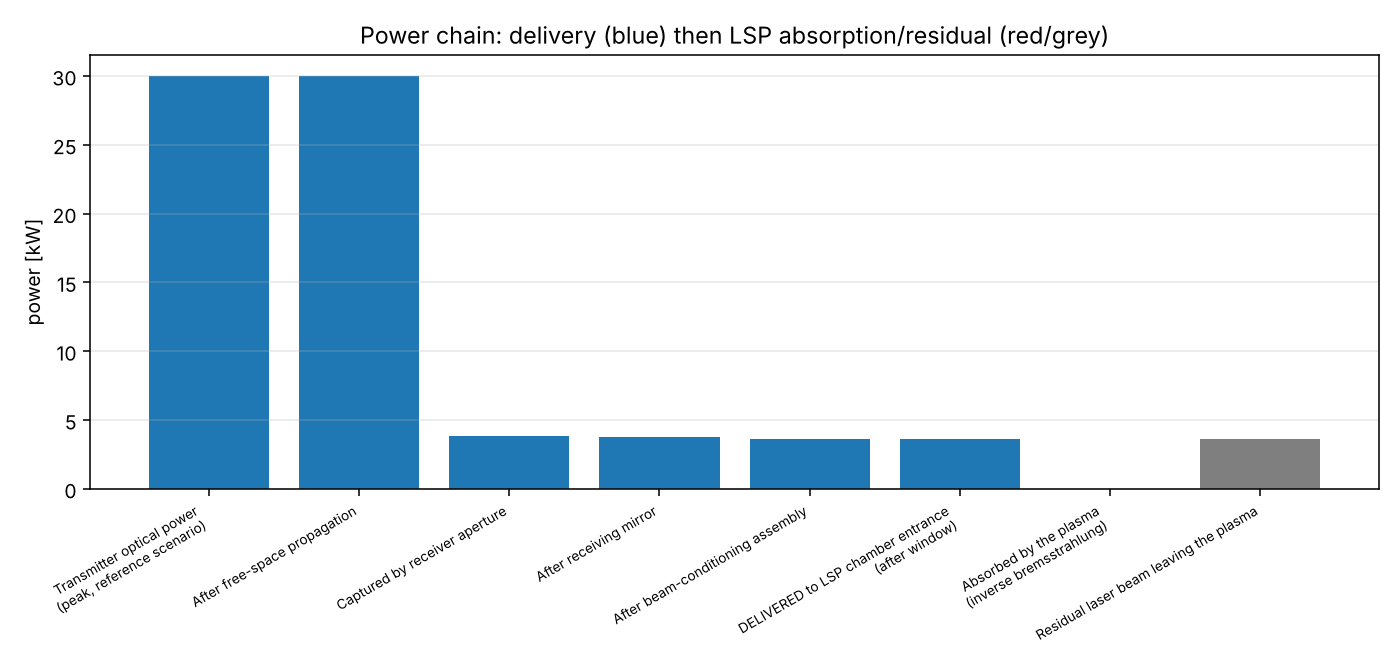 Power chain: delivery (blue) then LSP absorption/residual (red/grey)
power [kW]
30
25
20
15
10
5
0
Transmitter optical power
(peak, reference scenario)
After free-space propagation
Captured by receiver aperture
After receiving mirror
After beam-conditioning assembly
DELIVERED to LSP chamber entrance
(after window)
Absorbed by the plasma
(inverse bremsstrahlung)
Residual laser beam leaving the plasma